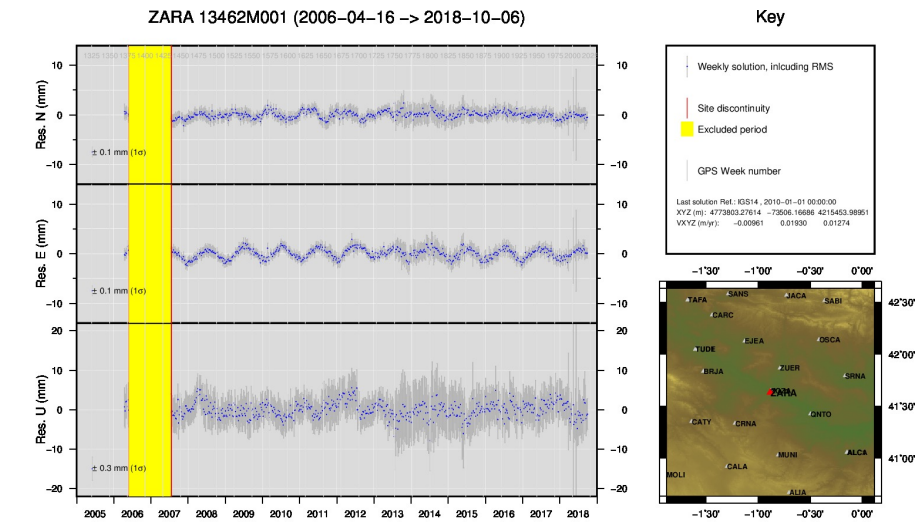 ZARA 13462M001 (2006−04−16 −> 2018−10−06)
Key
10
0
−10
Res. N (mm)
± 0.1 mm (1σ)
10
0
−10
10
0
−10
Res. E (mm)
± 0.1 mm (1σ)
10
0
−10
20
10
0
−10
−20
Res. U (mm)
± 0.3 mm (1σ)
20
10
0
−10
−20
2005 2006 2007 2008 2009 2010 2011 2012 2013 2014 2015 2016 2017 2018
Weekly solution, inlcuding RMS
Site discontinuity
Excluded period
GPS Week number
Last solution Ref.: IGS14 , 2010−01−01 00:00:00
XYZ (m): 4773803.27614 −73506.16686 4215453.98951
VXYZ (m/yr): −0.00961 0.01930 0.01274
−1°30' −1°00' −0°30' 0°00'
42°30'
42°00'
41°30'
41°00'
TAFA
SANS
JACA
SABI
CARC
TUDE
EJEA
OSCA
BRJA
ZUER
SRNA
ZARA
CATY
CRNA
QNTO
CALA
MUNI
ALCA
MOLI
ALIA
−1°30' −1°00' −0°30' 0°00'